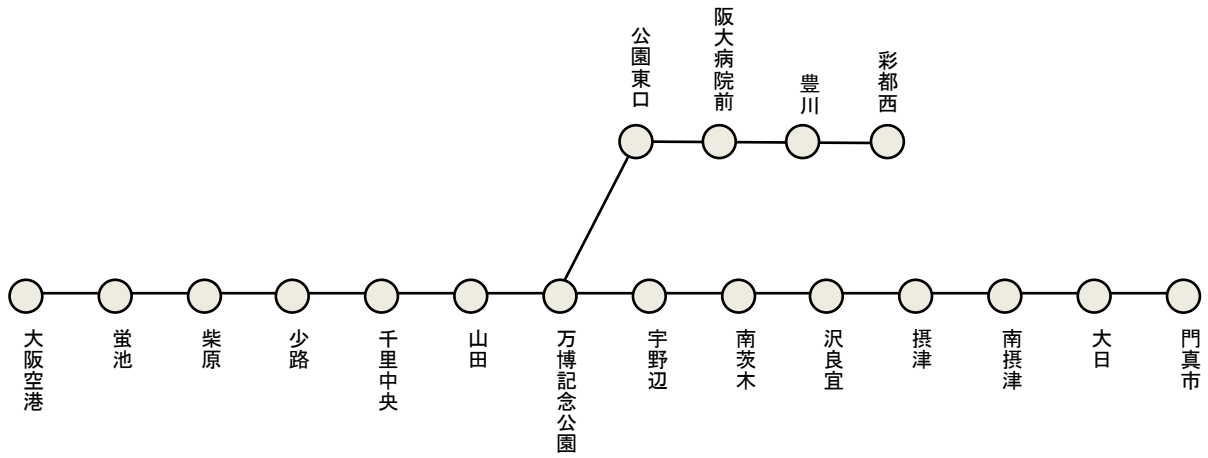 公園東口
阪大病院前
豊川
彩都西
大阪空港
蛍池
柴原
少路
千里中央
山田
万博記念公園
宇野辺
南茨木
沢良宜
摂津
南摂津
大日
門真市